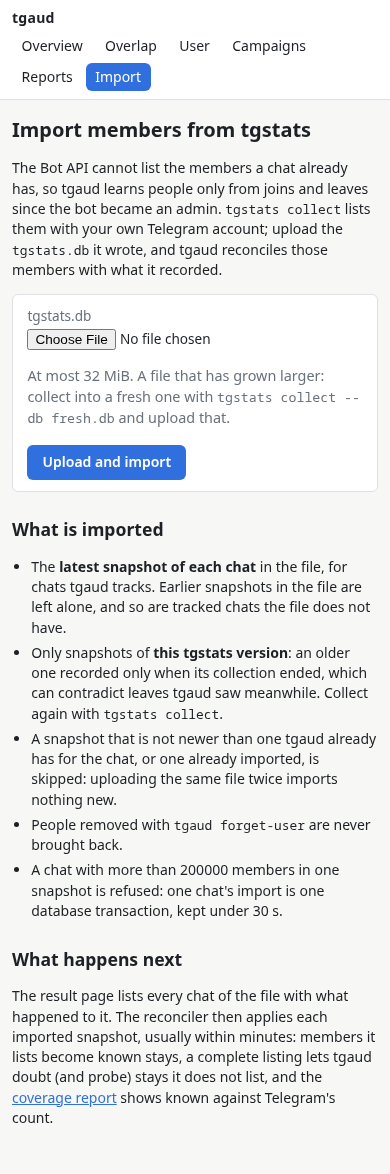 tgaud
Overview Overlap User Campaigns
Reports Import
Import members from tgstats
The Bot API cannot list the members a chat already
has, so tgaud learns people only from joins and leaves
since the bot became an admin. tgstats collect lists
them with your own Telegram account; upload the
tgstats.db it wrote, and tgaud reconciles those
members with what it recorded.
tgstats.db
Choose File No file chosen
At most 32 MiB. A file that has grown larger:
collect into a fresh one with tgstats collect --
db fresh.db and upload that.
Upload and import
What is imported
• The latest snapshot of each chat in the file, for
chats tgaud tracks. Earlier snapshots in the file are
left alone, and so are tracked chats the file does not
have.
• Only snapshots of this tgstats version: an older
one recorded only when its collection ended, which
can contradict leaves tgaud saw meanwhile. Collect
again with tgstats collect.
• A snapshot that is not newer than one tgaud already
has for the chat, or one already imported, is
skipped: uploading the same file twice imports
nothing new.
• People removed with tgaud forget-user are never
brought back.
• A chat with more than 200000 members in one
snapshot is refused: one chat's import is one
database transaction, kept under 30 s.
What happens next
The result page lists every chat of the file with what
happened to it. The reconciler then applies each
imported snapshot, usually within minutes: members it
lists become known stays, a complete listing lets tgaud
doubt (and probe) stays it does not list, and the
coverage report shows known against Telegram's
count.